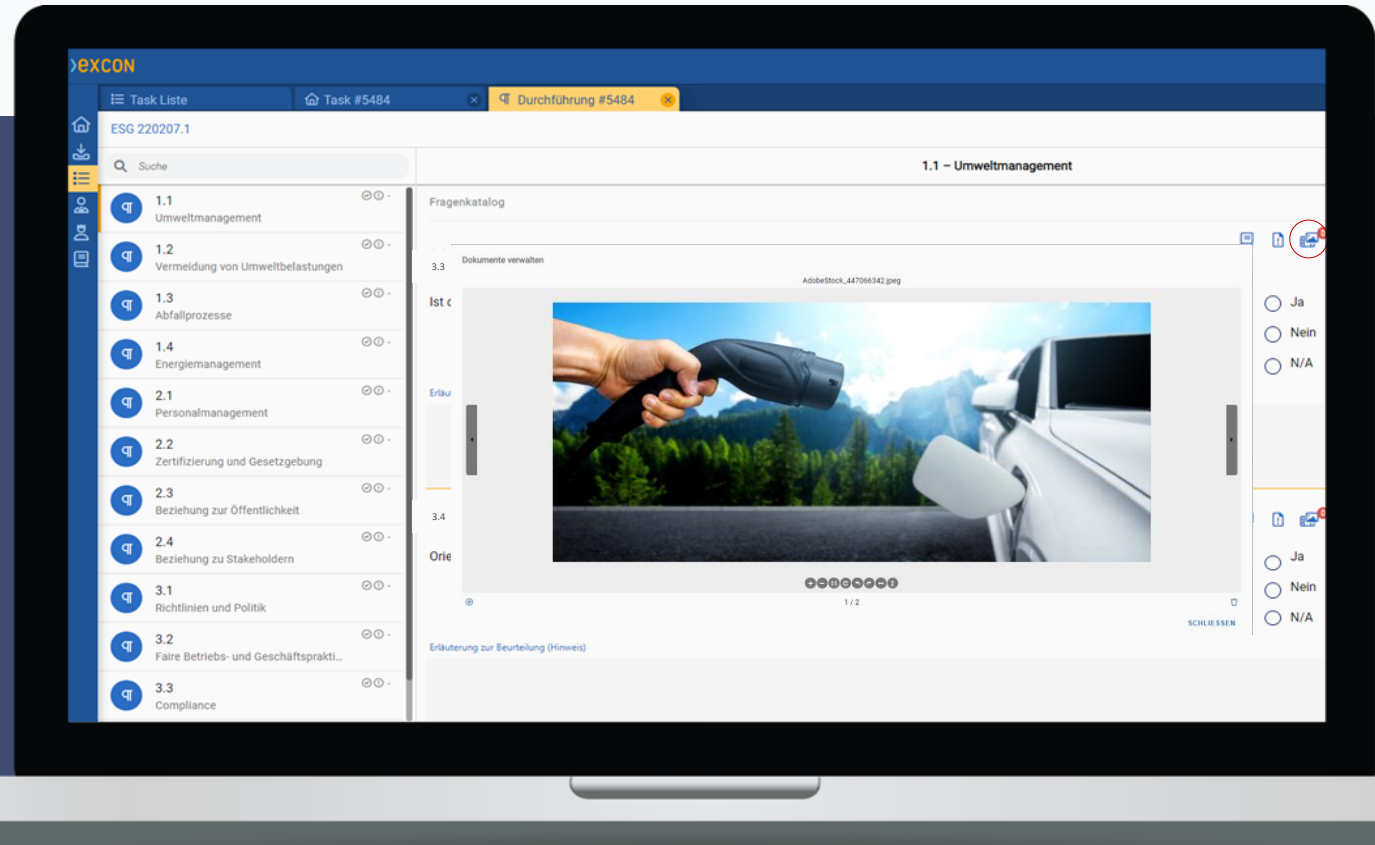 ›excon
Task Liste
Task #5484
Durchführung #5484
ESG 220207.1
Suche
1.1 – Umweltmanagement
1.1
Umweltmanagement
1.2
Vermeidung von Umweltbelastungen
1.3
Abfallprozesse
1.4
Energiemanagement
2.1
Personalmanagement
2.2
Zertifizierung und Gesetzgebung
2.3
Beziehung zur Öffentlichkeit
2.4
Beziehung zu Stakeholdern
3.1
Richtlinien und Politik
3.2
Faire Betriebs- und Geschäftsprakti...
3.3
Compliance
Fragenkatalog
3.3
Dokumente verwalten
AdobeStock_447066342.jpeg
Ist
Ja
Nein
N/A
Erläu
3.4
Orie
Ja
Nein
N/A
1 / 2
SCHLIESSEN
Erläuterung zur Beurteilung (Hinweis)